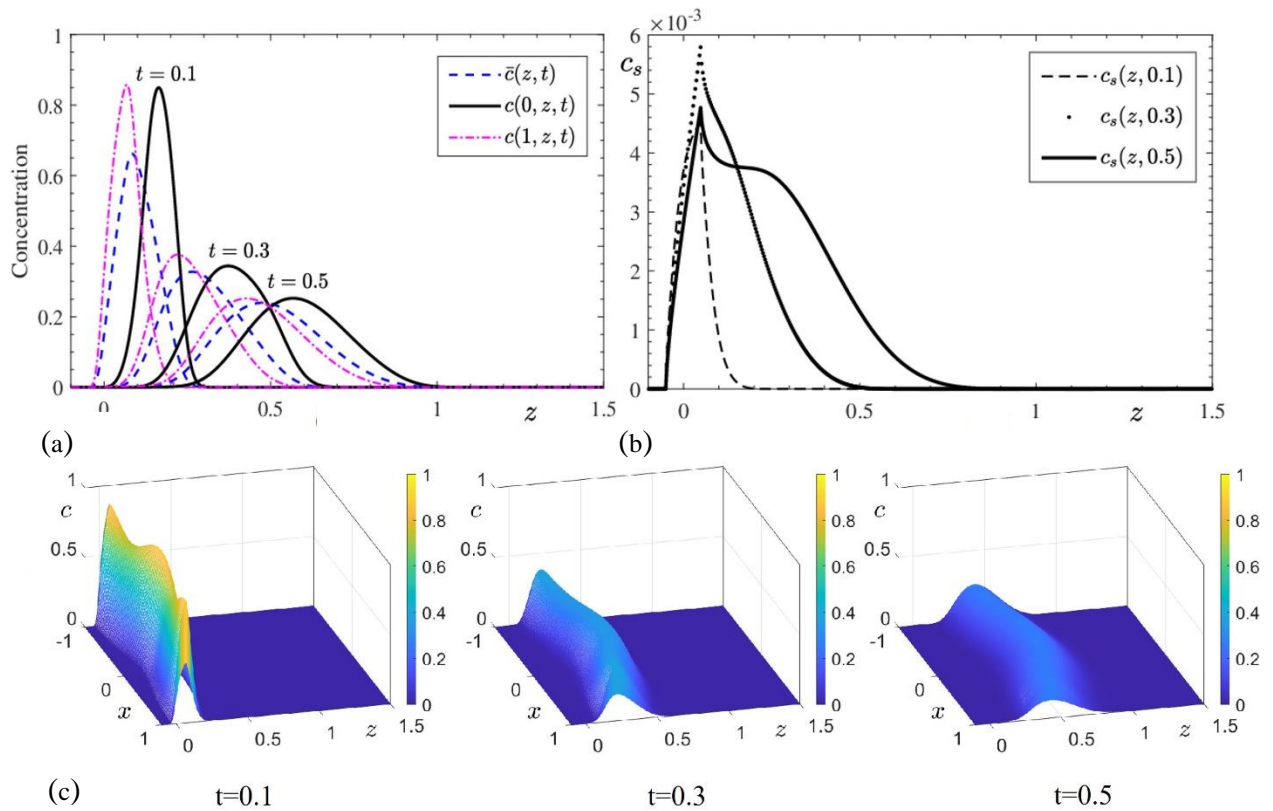 1
0.8
0.6
0.4
0.2
0
Concentration
t = 0.1
t = 0.3
t = 0.5
c̄(z, t)
c(0, z, t)
c(1, z, t)
0 0.5 1 1.5
z
(a)
×10⁻³
6
5
4
3
2
1
0
c_s
c_s(z, 0.1)
c_s(z, 0.3)
c_s(z, 0.5)
0 0.5 1 1.5
z
(b)
1
c
0.5
0
-1
0
x
1
0
0.5
1
z
1.5
1
0.8
0.6
0.4
0.2
0
1
c
0.5
0
-1
0
x
1
0
0.5
1
z
1.5
1
0.8
0.6
0.4
0.2
0
1
c
0.5
0
-1
0
x
1
0
0.5
1
z
1.5
1
0.8
0.6
0.4
0.2
0
(c) t=0.1 t=0.3 t=0.5